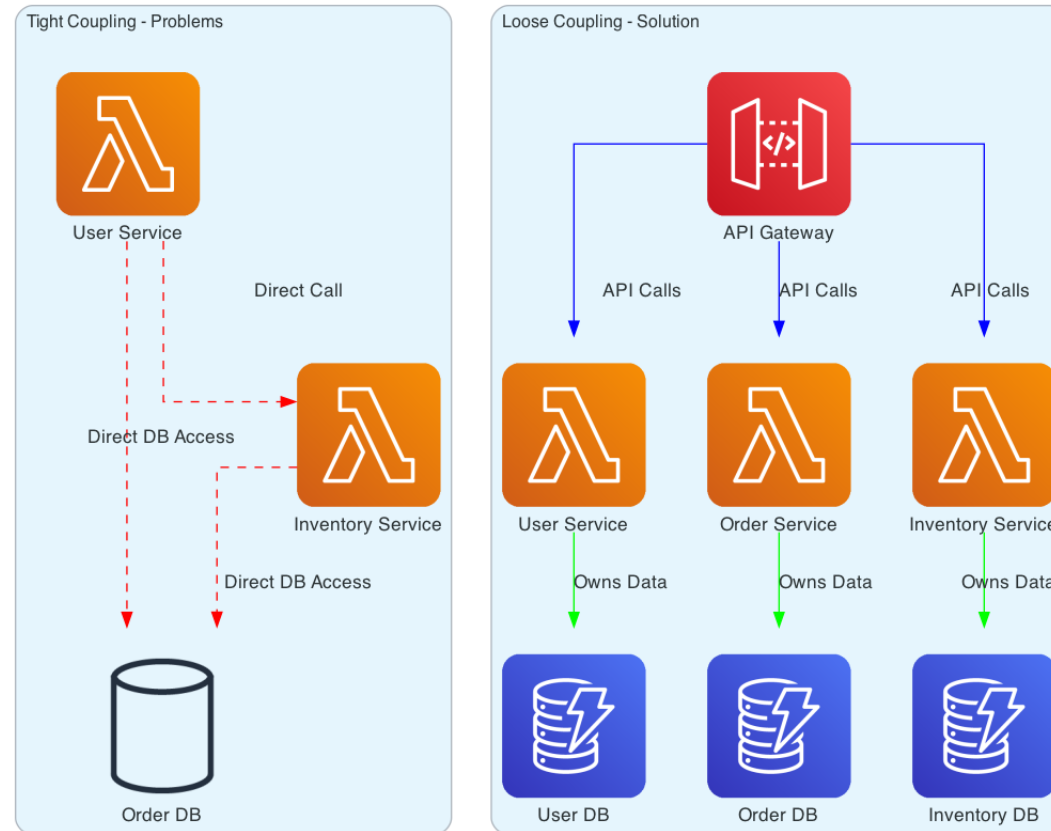 Tight Coupling - Problems
User Service
Direct Call
Direct DB Access
Inventory Service
Direct DB Access
Order DB
Loose Coupling - Solution
</>
API Gateway
API Calls
API Calls
API Calls
User Service
Order Service
Inventory Service
Owns Data
Owns Data
Owns Data
User DB
Order DB
Inventory DB